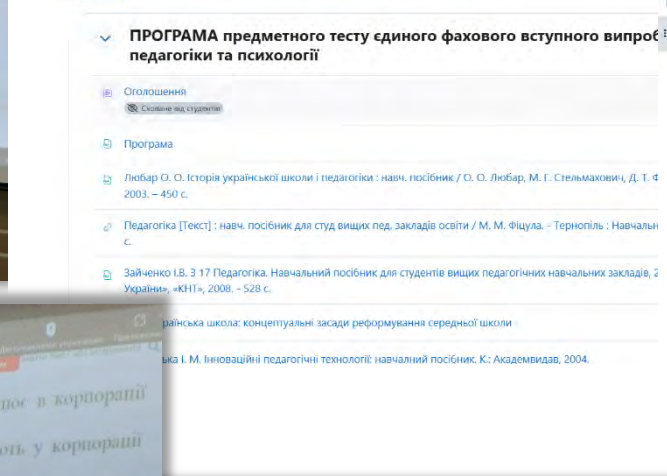 ПРОГРАМА предметного тесту єдиного фахового вступного випроб
педагогіки та психології
Оголошення
Сховане від студентів
Програма
Любар О. О. Історія української школи і педагогіки : навч. посібник / О. О. Любар, М. Г. Стельмахович, Д. Т. Ф
2003. – 450 с.
Педагогіка [Текст] : навч. посібник для студ вищих пед. закладів освіти / М. М. Фіцула. – Тернопіль : Навчальн
с.
Зайченко І.В. З 17 Педагогіка. Навчальний посібник для студентів вищих педагогічних навчальних закладів, 2
України», «КНТ», 2008. - 528 с.
раїнська школа: концептуальні засади реформування середньої школи
ька І. М. Інноваційні педагогічні технології: навчалний посібник. К.: Академвидав, 2004.
в корпорації
ють у корпорації